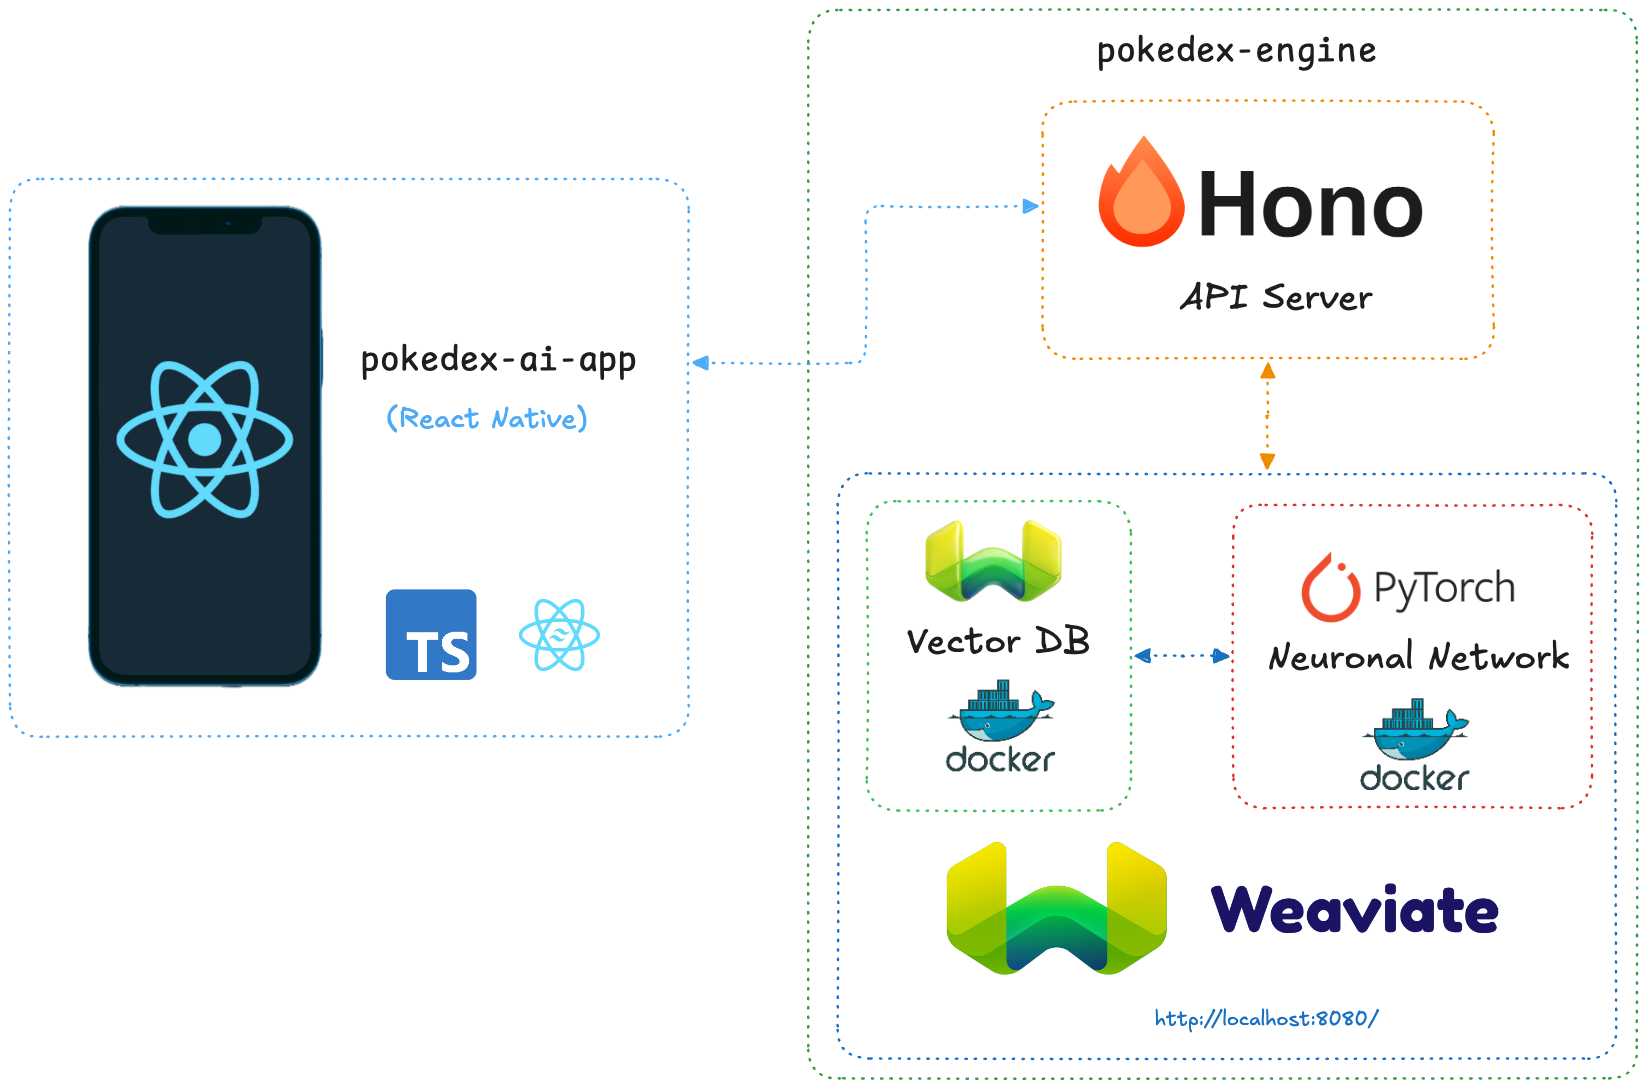 pokedex-engine
Hono
API Server
pokedex-ai-app
(React Native)
TS
Vector DB
docker
PyTorch
Neuronal Network
docker
Weaviate
http://localhost:8080/